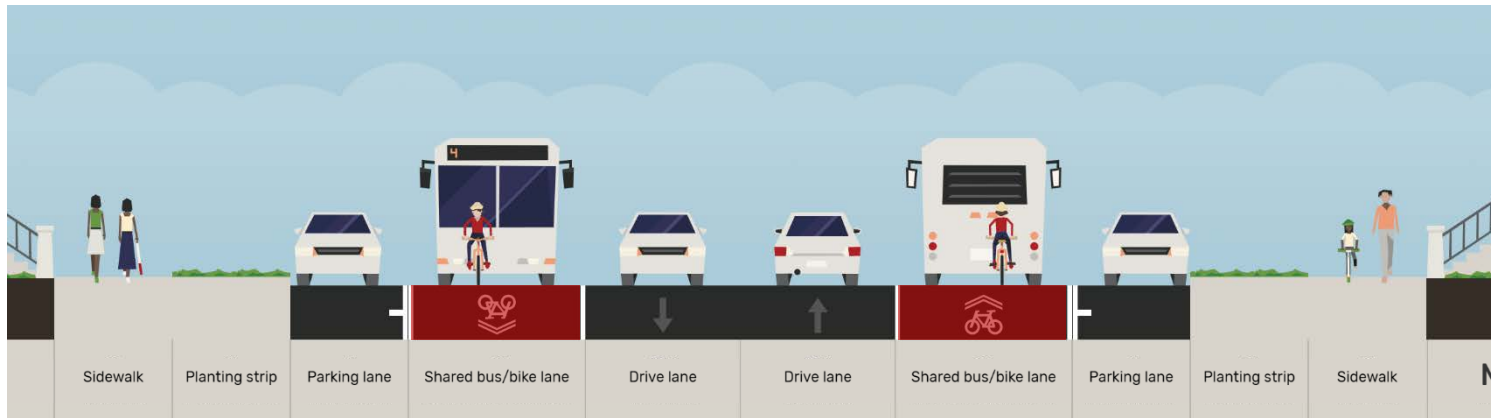 4
Sidewalk
Planting strip
Parking lane
Shared bus/bike lane
Drive lane
Drive lane
Shared bus/bike lane
Parking lane
Planting strip
Sidewalk